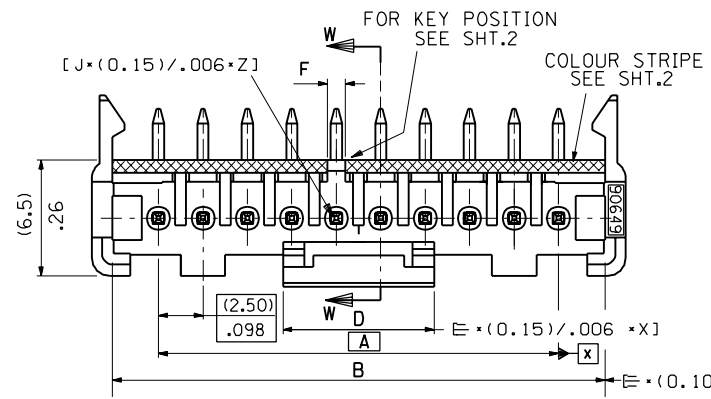 FOR KEY POSITION
SEE SHT.2
W
[J*(0.15)/.006*Z]
F
COLOUR STRIPE
SEE SHT.2
(6.5)
.26
90649
(2.50)
.098
W
D
*(0.15)/.006 *X]
A
X
B
*(0.10